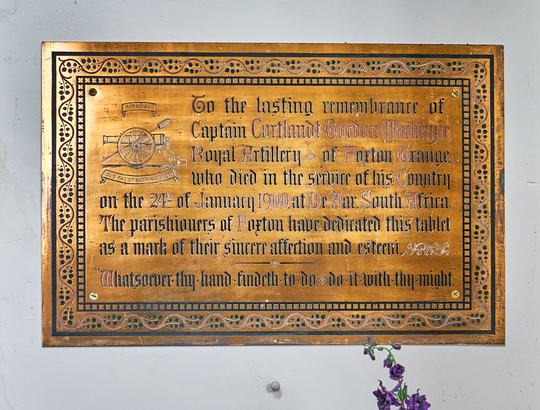 UBIQUE
To the lasting remembrance of
Captain Cortlandt Gordon Mackenzie
Royal Artillery of Foxton Grange,
who died in the service of his Country
on the 24th of January 1900 at De Aar South Africa.
The parishioners of Foxton have dedicated this tablet
as a mark of their sincere affection and esteem.
"Whatsoever thy hand findeth to do do it with thy might"